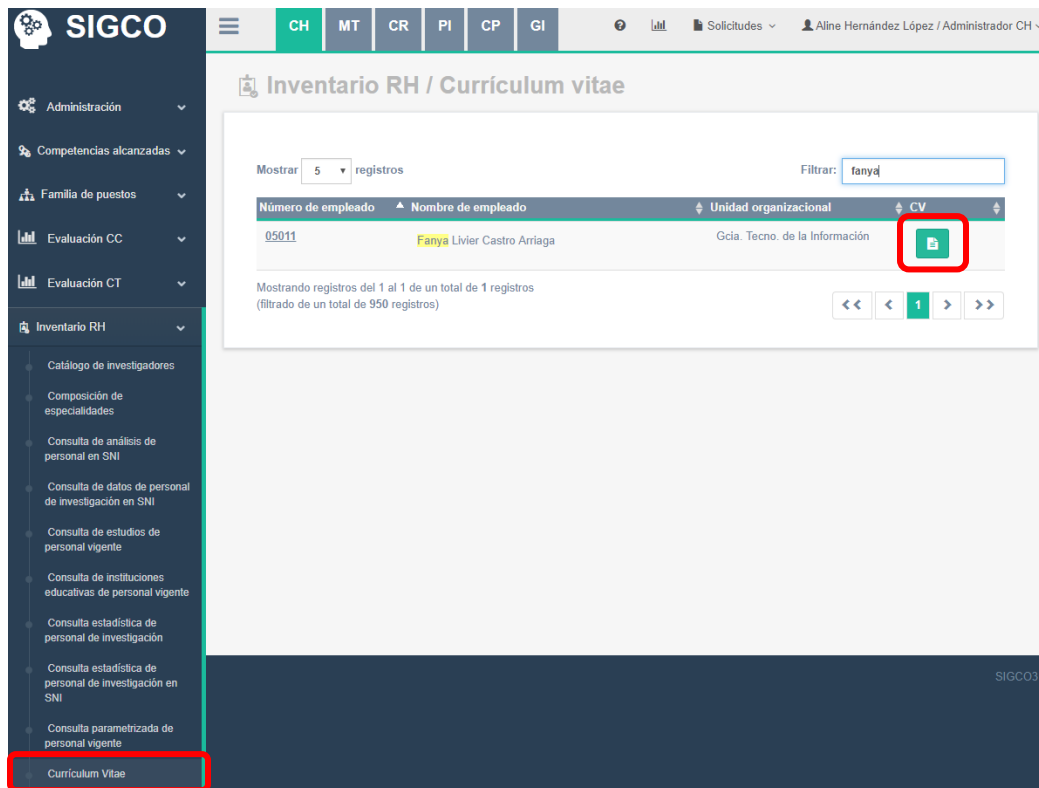 SIGCO
CH MT CR PI CP GI Solicitudes Aline Hernández López / Administrador CH
Administración
Competencias alcanzadas
Familia de puestos
Evaluación CC
Evaluación CT
Inventario RH
Catálogo de investigadores
Composición de
especialidades
Consulta de análisis de
personal en SNI
Consulta de datos de personal
de investigación en SNI
Consulta de estudios de
personal vigente
Consulta de instituciones
educativas de personal vigente
Consulta estadística de
personal de investigación
Consulta estadística de
personal de investigación en
SNI
Consulta parametrizada de
personal vigente
Currículum Vitae
Inventario RH / Currículum vitae
Mostrar 5 registros Filtrar: fanya
Número de empleado Nombre de empleado Unidad organizacional CV
05011 Fanya Livier Castro Arriaga Gcia. Tecno. de la Información
Mostrando registros del 1 al 1 de un total de 1 registros
(filtrado de un total de 950 registros)
<< < 1 > >>
SIGCO3